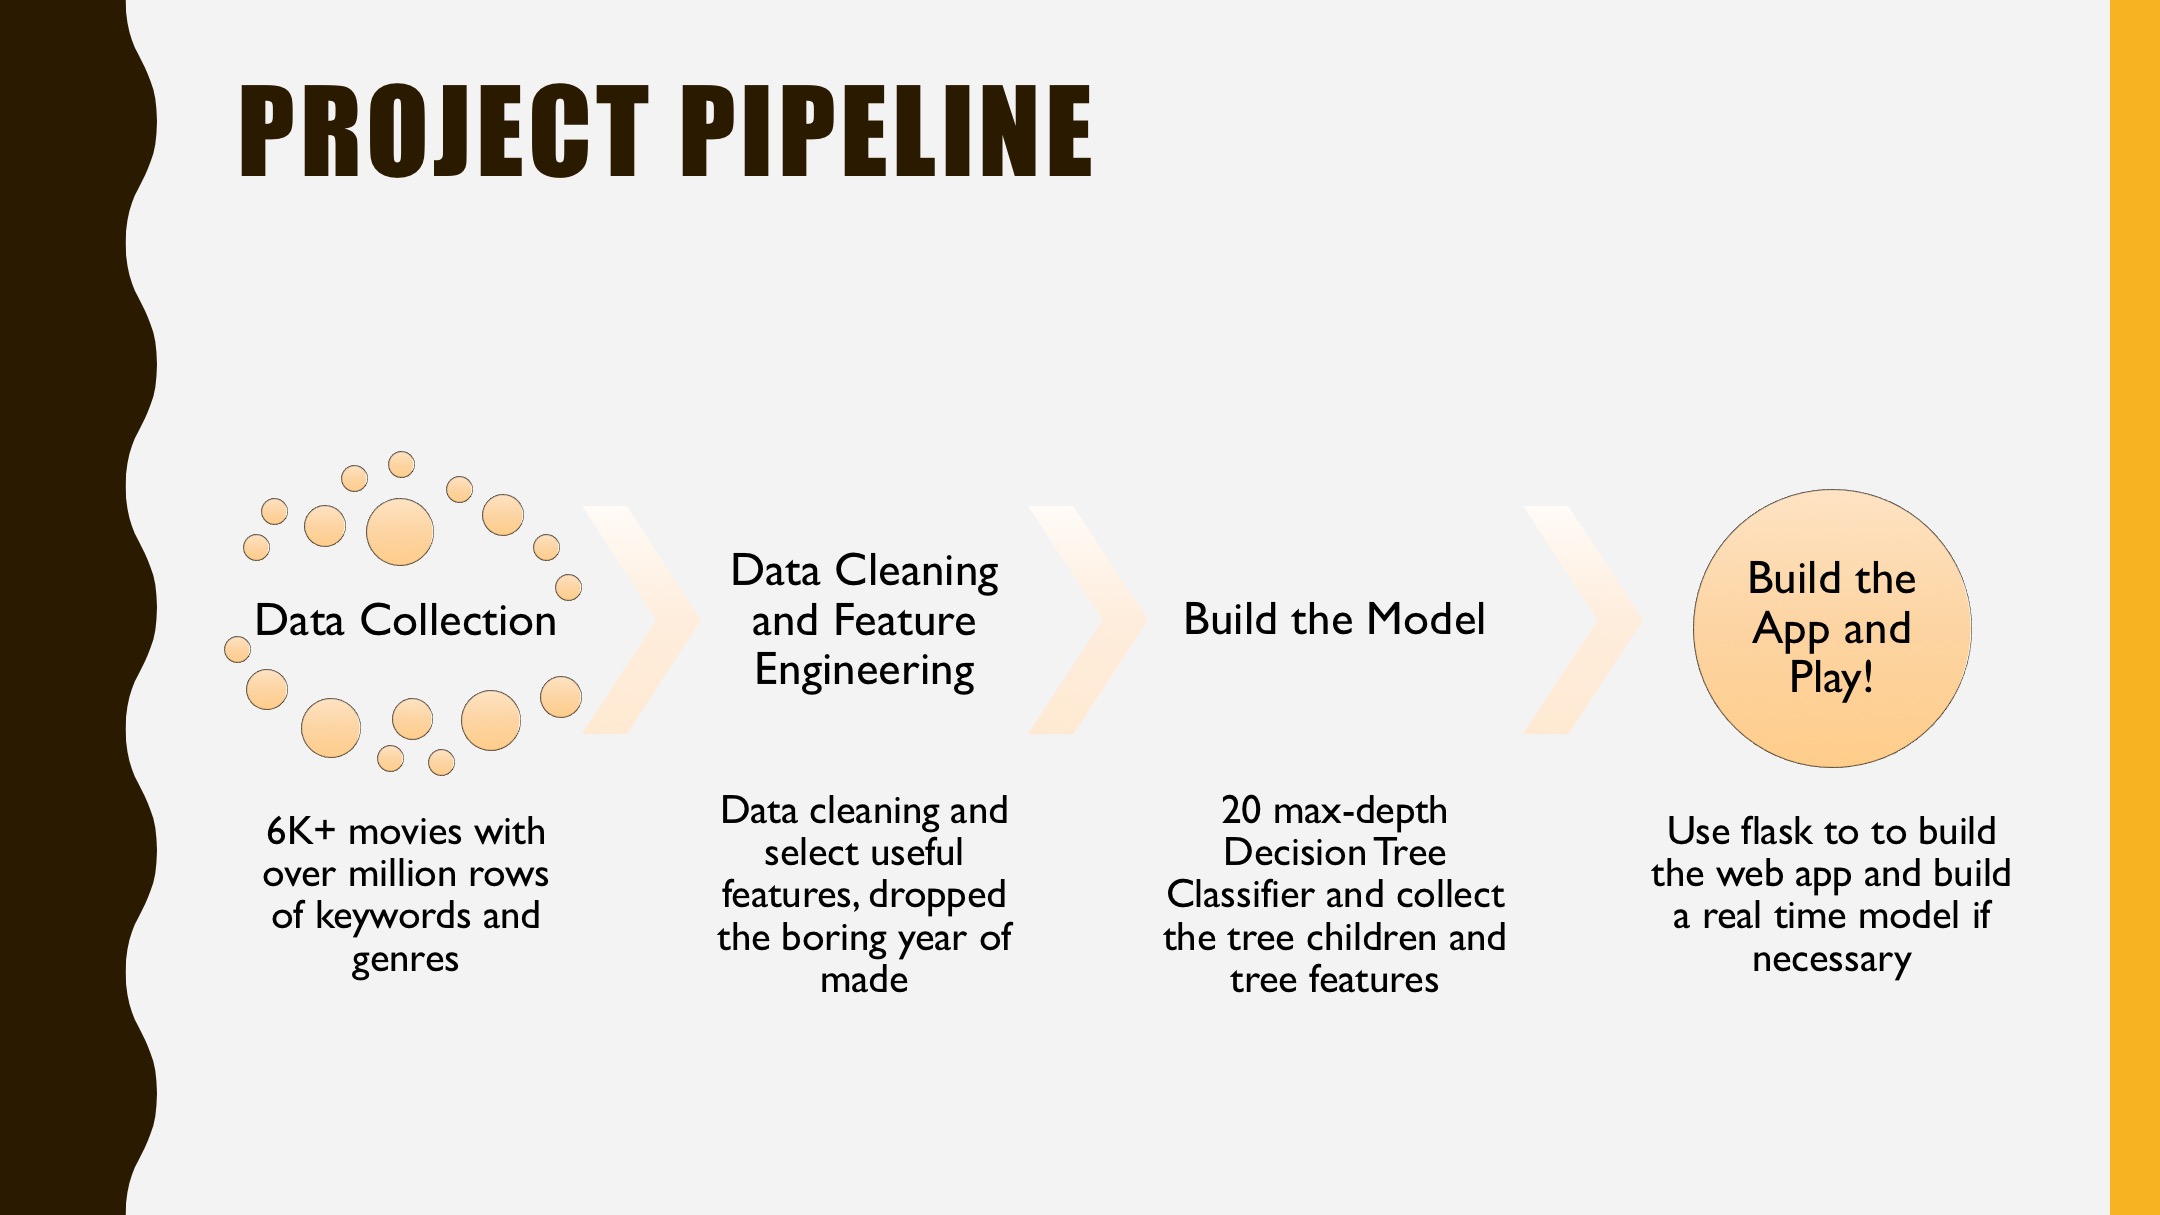 PROJECT PIPELINE
Data Collection
6K+ movies with
over million rows
of keywords and
genres
Data Cleaning
and Feature
Engineering
Data cleaning and
select useful
features, dropped
the boring year of
made
Build the Model
20 max-depth
Decision Tree
Classifier and collect
the tree children and
tree features
Build the
App and
Play!
Use flask to to build
the web app and build
a real time model if
necessary